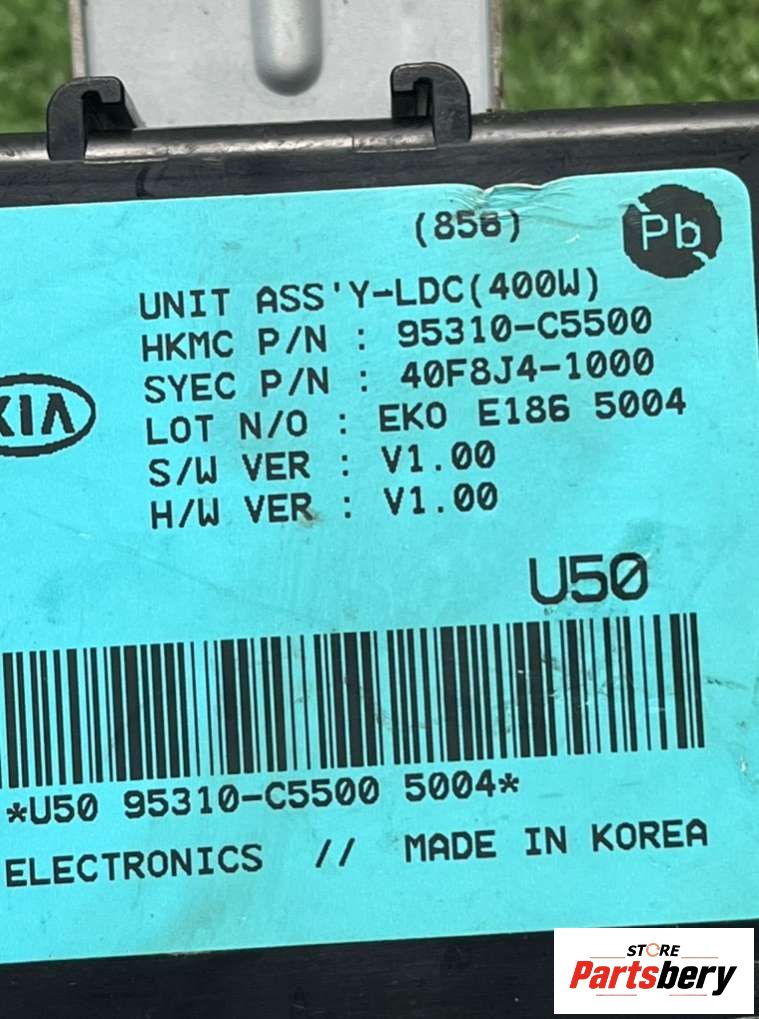 (856)
Pb
UNIT ASS'Y-LDC(400W)
HKMC P/N : 95310-C5500
SYEC P/N : 40F8J4-1000
KIA
LOT N/O : EKO E186 5004
S/W VER : V1.00
H/W VER : V1.00
U50
*U50 95310-C5500 5004*
ELECTRONICS // MADE IN KOREA
STORE
Partsbery